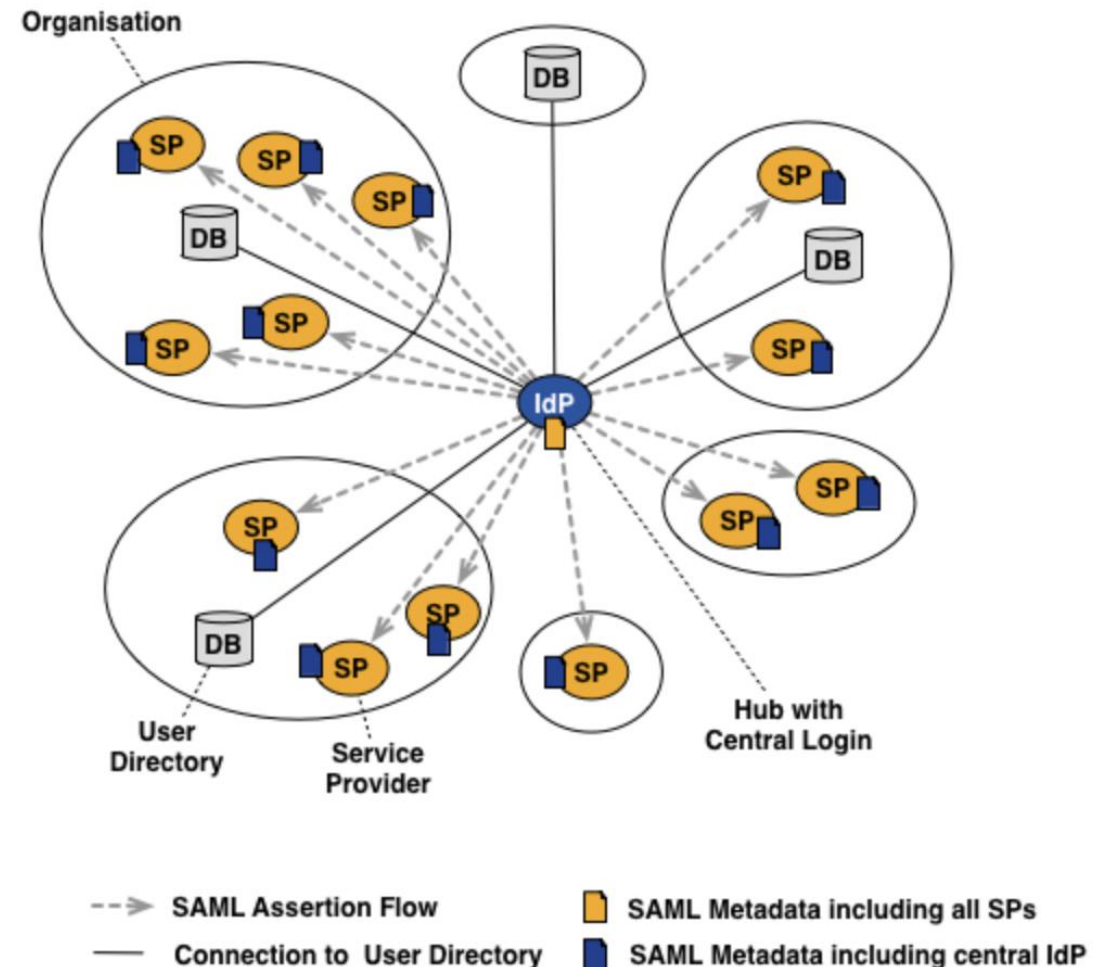 Organisation
DB
SP
SP
SP
SP
DB
DB
SP
SP
SP
IdP
SP
SP
SP
SP
DB
SP
SP
User
Directory
Service
Provider
Hub with
Central Login
SAML Assertion Flow
SAML Metadata including all SPs
Connection to User Directory
SAML Metadata including central IdP